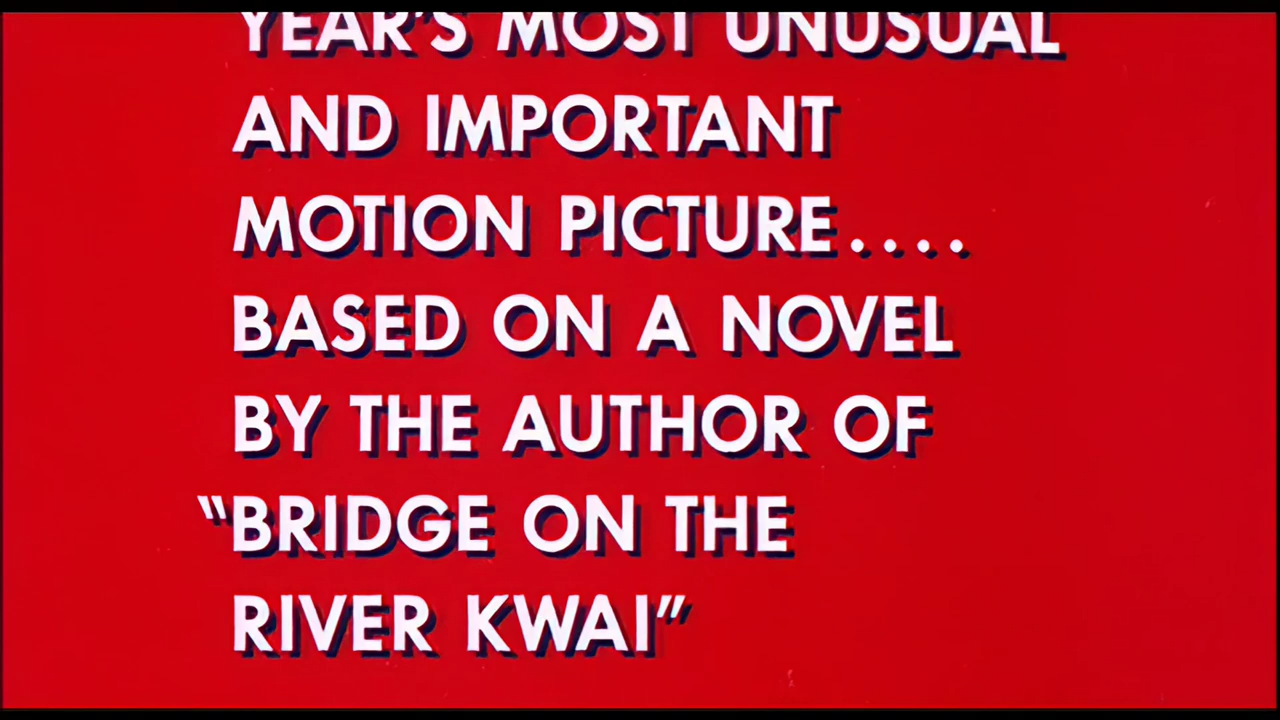 YEAR'S MOST UNUSUAL
AND IMPORTANT
MOTION PICTURE....
BASED ON A NOVEL
BY THE AUTHOR OF
“BRIDGE ON THE
RIVER KWAI”